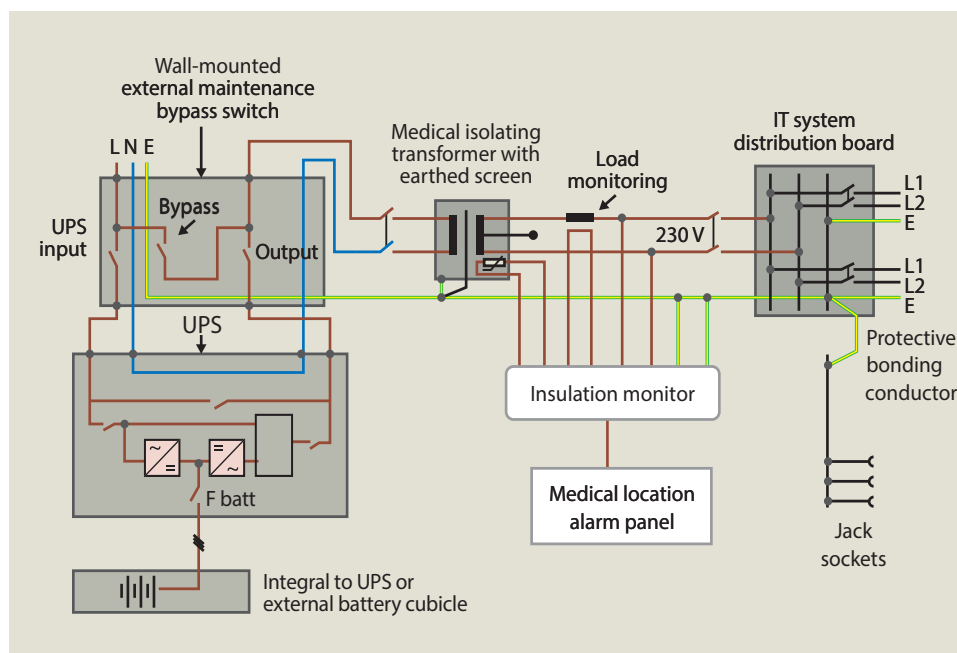 Wall-mounted
external maintenance
bypass switch
L N E
Bypass
UPS
input
Output
Medical isolating
transformer with
earthed screen
Load
monitoring
230 V
IT system
distribution board
L1
L2
E
L1
L2
E
UPS
F batt
Integral to UPS or
external battery cubicle
Insulation monitor
Medical location
alarm panel
Protective
bonding
conductor
Jack
sockets